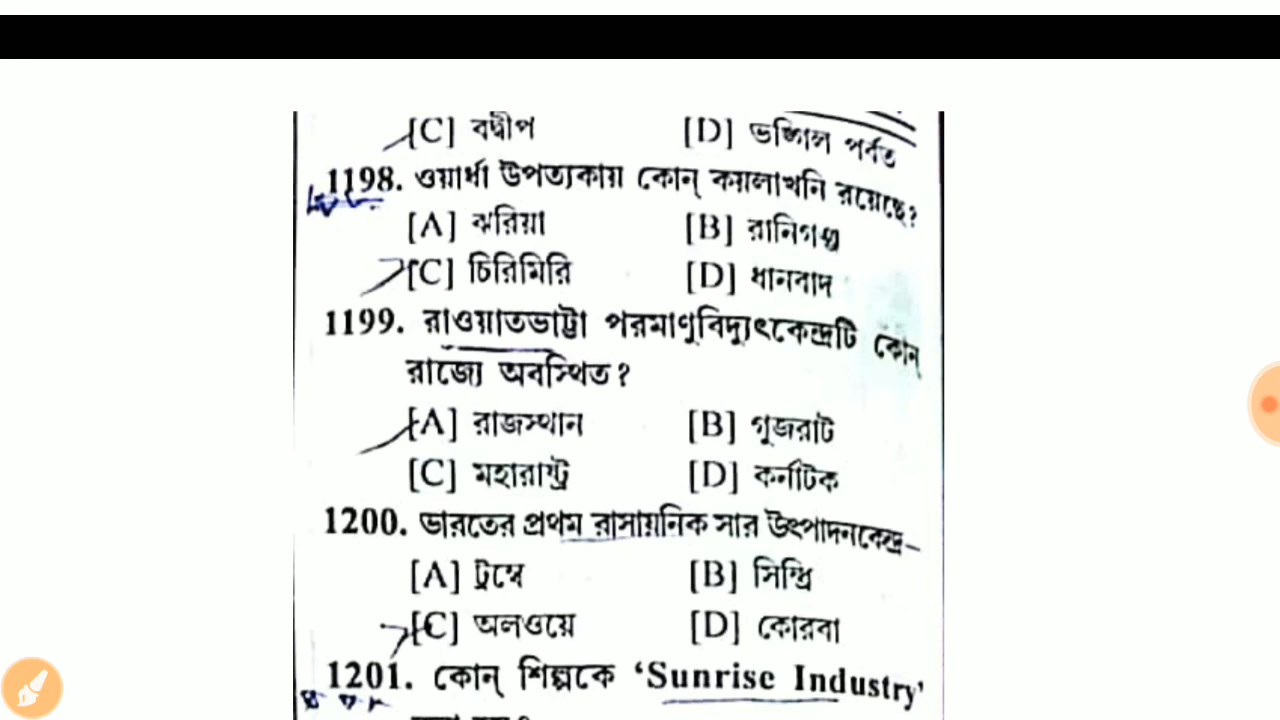 [C] বদ্বীপ [D] ভঙ্গিল পর্বত
1198. ওয়ার্ধা উপত্যকায় কোন্ কয়লাখনি রয়েছে?
[A] ঝরিয়া [B] রানিগঞ্জ
[C] চিরিমিরি [D] ধানবাদ
1199. রাওয়াতভাট্টা পরমাণুবিদ্যুৎকেন্দ্রটি কোন্
রাজ্যে অবস্থিত?
[A] রাজস্থান [B] গুজরাট
[C] মহারাষ্ট্র [D] কর্নাটক
1200. ভারতের প্রথম রাসায়নিক সার উৎপাদনকেন্দ্র–
[A] ট্রম্বে [B] সিন্ধ্রি
[C] অলওয়ে [D] কোরবা
1201. কোন্ শিল্পকে ‘Sunrise Industry’